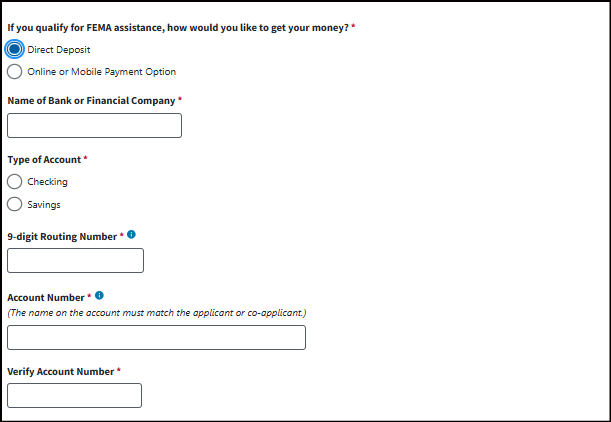 If you qualify for FEMA assistance, how would you like to get your money? *
Direct Deposit
Online or Mobile Payment Option
Name of Bank or Financial Company *
Type of Account *
Checking
Savings
9-digit Routing Number * i
Account Number * i
(The name on the account must match the applicant or co-applicant.)
Verify Account Number *